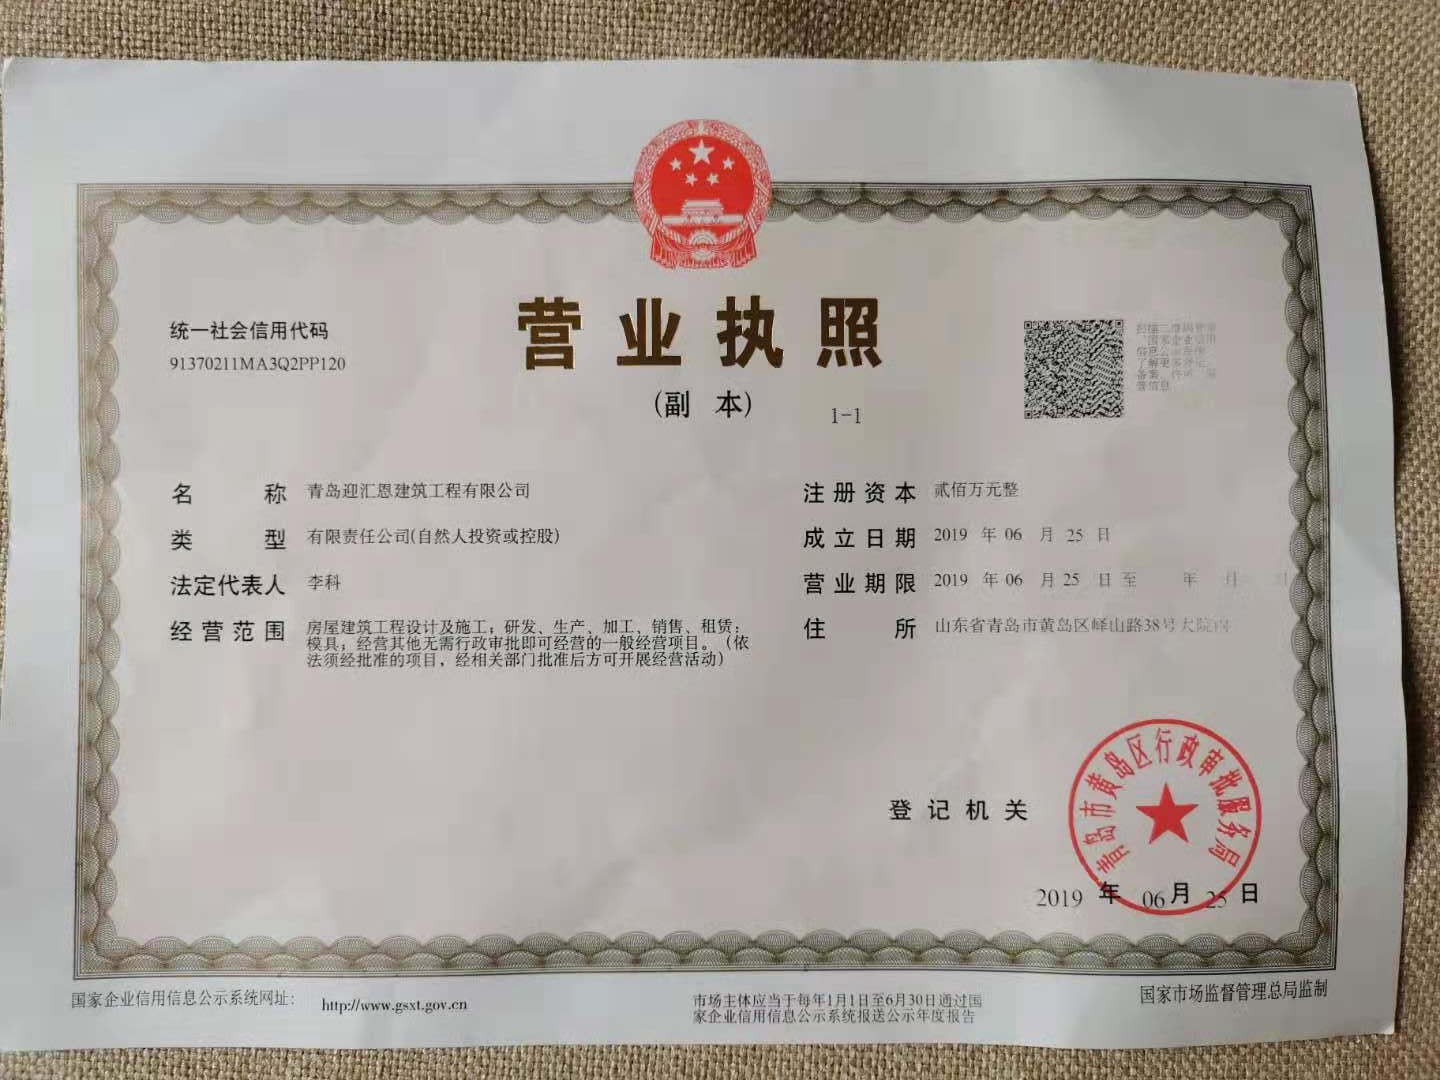 统一社会信用代码
91370211MA3Q2PP120
营业执照
(副 本)
1-1
名 称 青岛迎汇恩建筑工程有限公司
类 型 有限责任公司(自然人投资或控股)
法定代表人 李科
经营范围 房屋建筑工程设计及施工；研发、生产、加工、销售、租赁：
模具；经营其他无需行政审批即可经营的一般经营项目。（依
法须经批准的项目，经相关部门批准后方可开展经营活动）
注册资本 贰佰万元整
成立日期 2019 年 06 月 25 日
营业期限 2019 年 06 月 25 日 至 年 月 日
住 所 山东省青岛市黄岛区峄山路38号大院内
登记机关
青岛市黄岛区行政审批服务局
2019 年 06 月 25 日
国家企业信用信息公示系统网址：
http://www.gsxt.gov.cn
市场主体应当于每年1月1日至6月30日通过国
家企业信用信息公示系统报送公示年度报告
国家市场监督管理总局监制